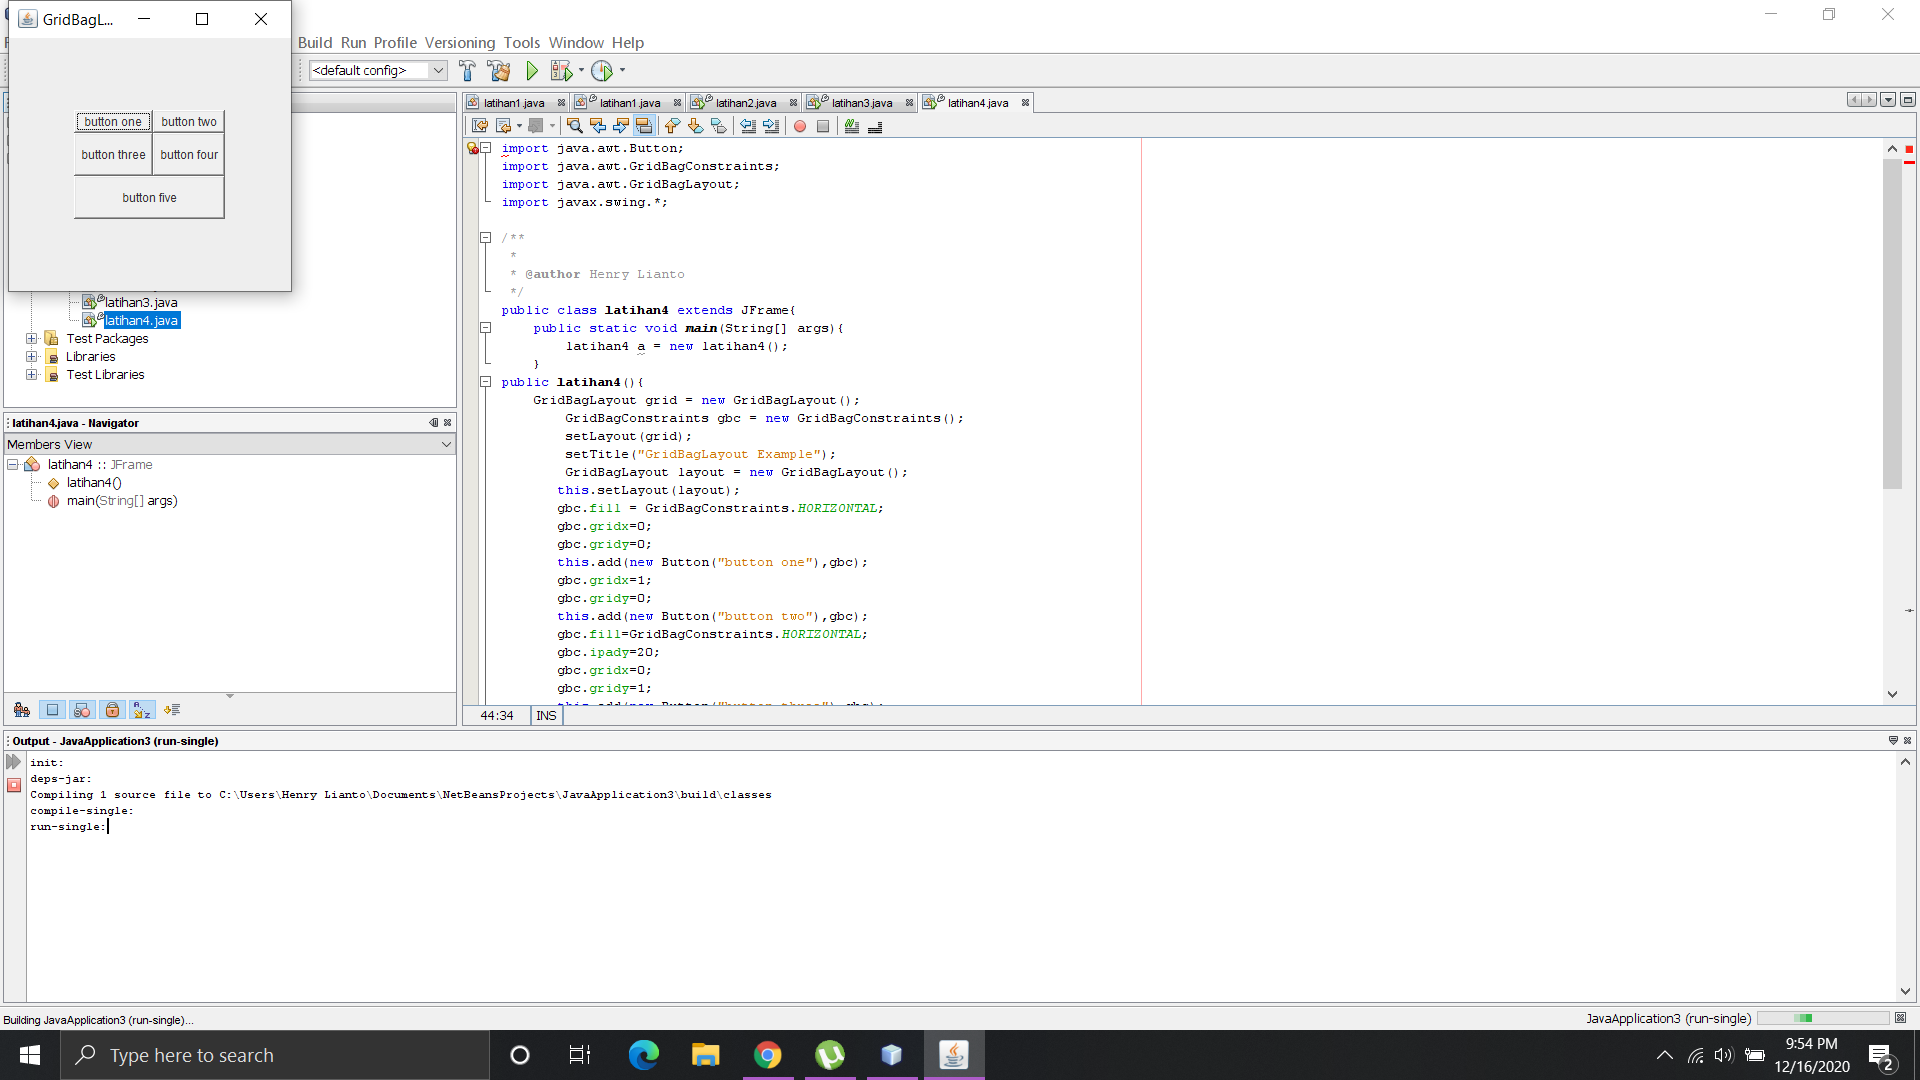 GridBagL...
Build Run Profile Versioning Tools Window Help
<default config>
button one
button two
button three
button four
button five
latihan3.java
latihan4.java
Test Packages
Libraries
Test Libraries
latihan4.java - Navigator
Members View
latihan4 :: JFrame
latihan4()
main(String[] args)
latihan1.java
latihan1.java
latihan2.java
latihan3.java
latihan4.java
import java.awt.Button;
import java.awt.GridBagConstraints;
import java.awt.GridBagLayout;
import javax.swing.*;
/**
*
* @author Henry Lianto
*/
public class latihan4 extends JFrame{
public static void main(String[] args){
latihan4 a = new latihan4();
}
public latihan4(){
GridBagLayout grid = new GridBagLayout();
GridBagConstraints gbc = new GridBagConstraints();
setLayout(grid);
setTitle("GridBagLayout Example");
GridBagLayout layout = new GridBagLayout();
this.setLayout(layout);
gbc.fill = GridBagConstraints.HORIZONTAL;
gbc.gridx=0;
gbc.gridy=0;
this.add(new Button("button one"),gbc);
gbc.gridx=1;
gbc.gridy=0;
this.add(new Button("button two"),gbc);
gbc.fill=GridBagConstraints.HORIZONTAL;
gbc.ipady=20;
gbc.gridx=0;
gbc.gridy=1;
this.add(new Button("button three"),gbc);
44:34 INS
Output - JavaApplication3 (run-single)
init:
deps-jar:
Compiling 1 source file to C:\Users\Henry Lianto\Documents\NetBeansProjects\JavaApplication3\build\classes
compile-single:
run-single:
Building JavaApplication3 (run-single)...
JavaApplication3 (run-single)
Type here to search
9:54 PM
12/16/2020
2